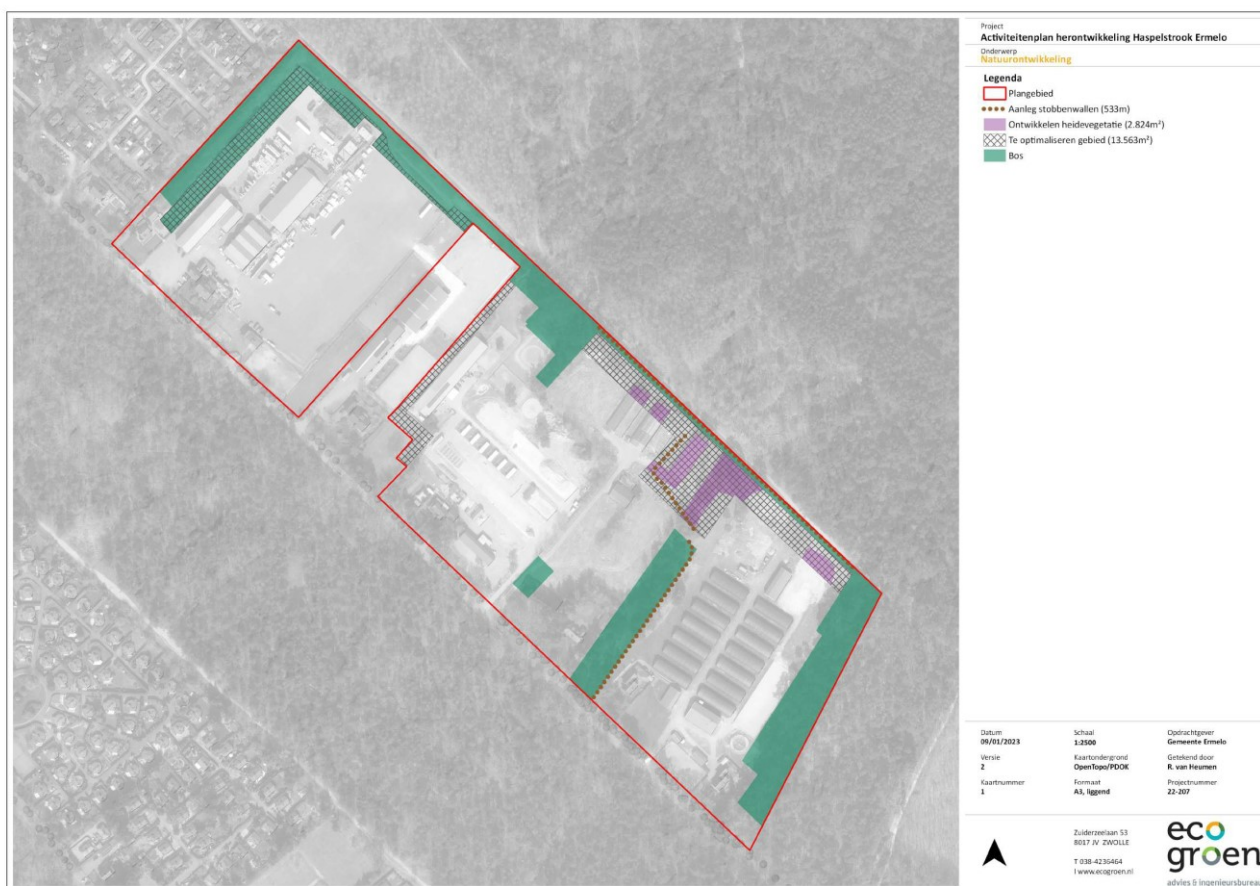 Project
Activiteitenplan herontwikkeling Haspelstrook Ermelo
Onderwerp
Natuurontwikkeling
Legenda
Plangebied
Aanleg stobbenwallen (533m)
Ontwikkelen heidevegetatie (2.824m²)
Te optimaliseren gebied (13.563m²)
Bos
Datum
09/01/2023
Schaal
1:2500
Opdrachtgever
Gemeente Ermelo
Versie
2
Kaartondergrond
OpenTopo/PDOK
Getekend door
R. van Heumen
Kaartnummer
1
Formaat
A3, liggend
Projectnummer
22-207
Zuiderzeelaan 53
8017 JV ZWOLLE
T 038-4236464
I www.ecogroen.nl
eco
groen
advies & ingenieursbureau